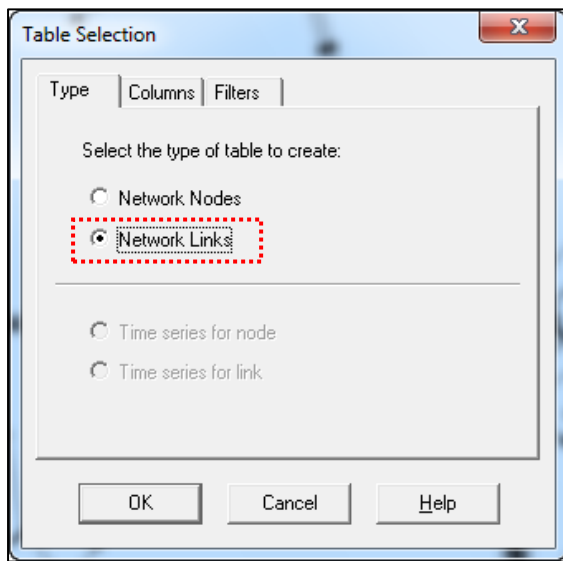 Table Selection
Type Columns Filters
Select the type of table to create:
Network Nodes
Network Links
Time series for node
Time series for link
OK Cancel Help